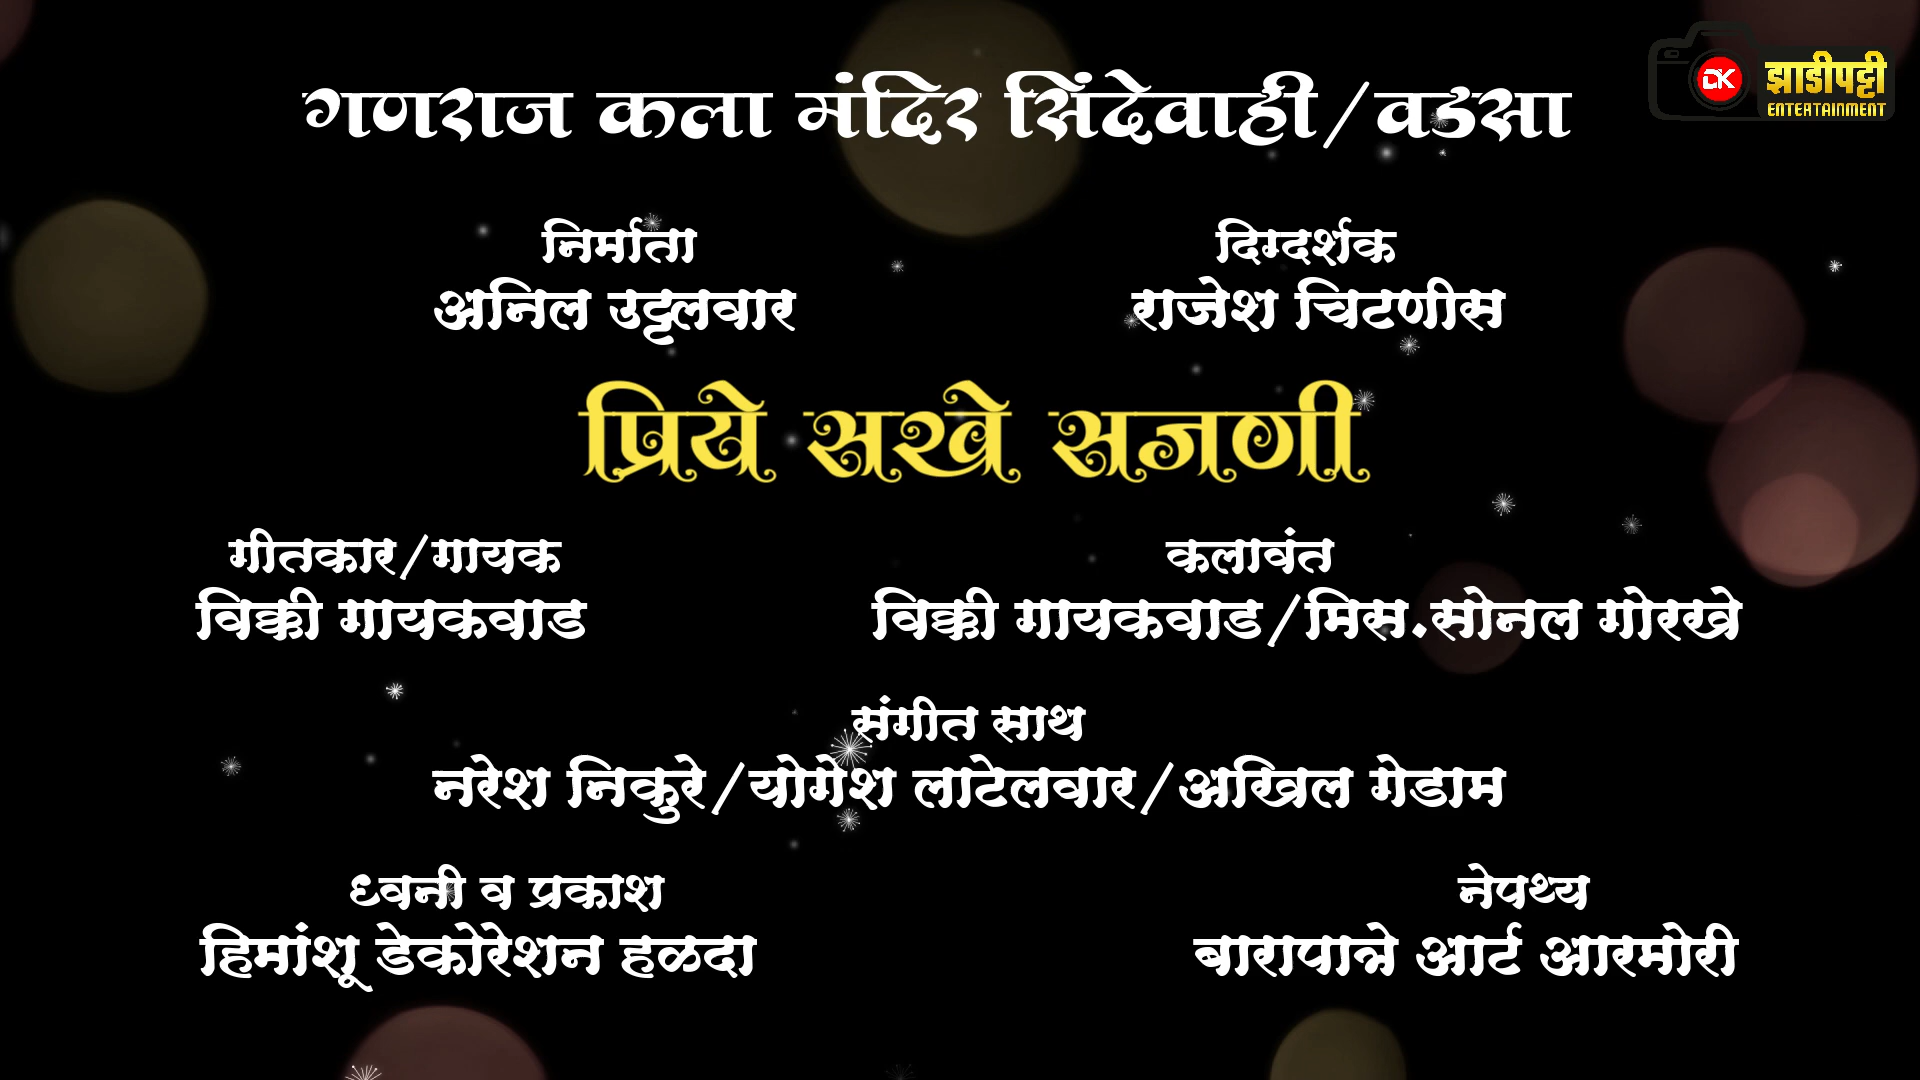 गणराज कला मंदिर सिंदेवाही/वडसा
DK झाडीपट्टी
ENTERTAINMENT
निर्माता
अनिल उट्टलवार
दिग्दर्शक
राजेश चिटणीस
प्रिये सखे सजणी
गीतकार/गायक
विक्की गायकवाड
कलावंत
विक्की गायकवाड/मिस.सोनल गोरखे
संगीत साथ
नरेश निकुरे/योगेश लाटेलवार/अखिल गेडाम
ध्वनी व प्रकाश
हिमांशू डेकोरेशन हळदा
नेपथ्य
बारापात्रे आर्ट आरमोरी